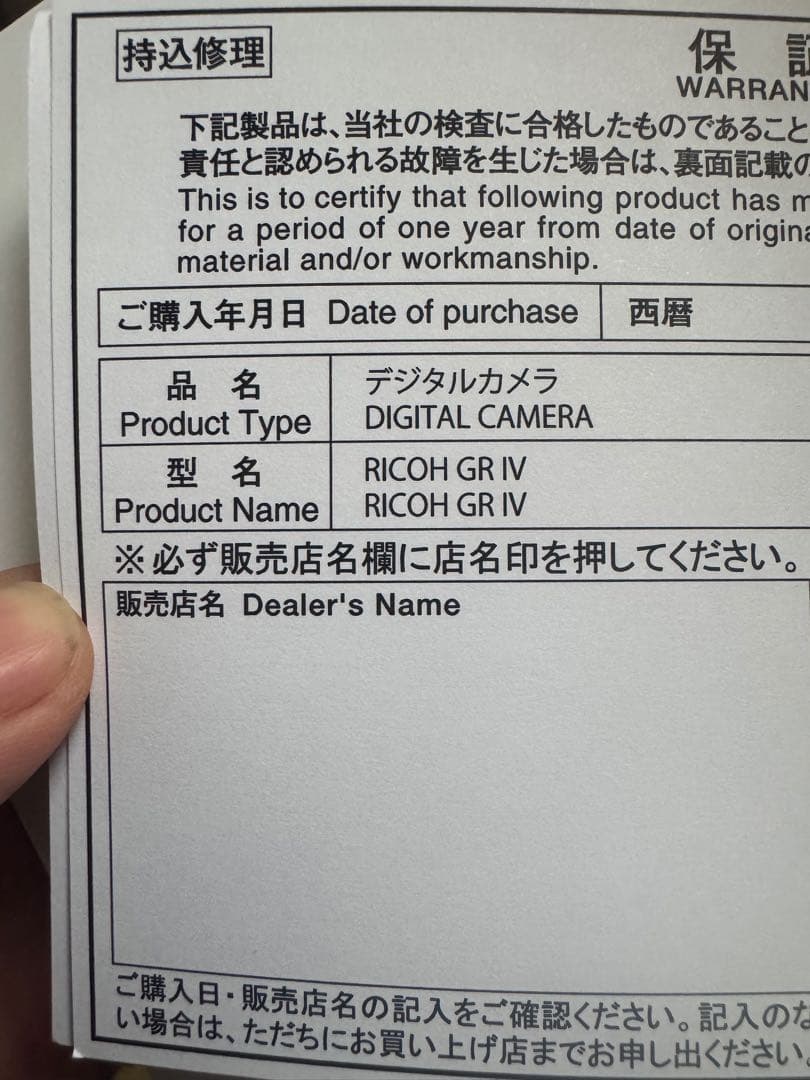 持込修理
保 証
WARRAN
下記製品は、当社の検査に合格したものであること
責任と認められる故障を生じた場合は、裏面記載の
This is to certify that following product has m
for a period of one year from date of origina
material and/or workmanship.
ご購入年月日 Date of purchase 西暦
品 名 デジタルカメラ
Product Type DIGITAL CAMERA
型 名 RICOH GR IV
Product Name RICOH GR IV
※必ず販売店名欄に店名印を押してください。
販売店名 Dealer's Name
ご購入日・販売店名の記入をご確認ください。記入のな
い場合は、ただちにお買い上げ店までお申し出ください。